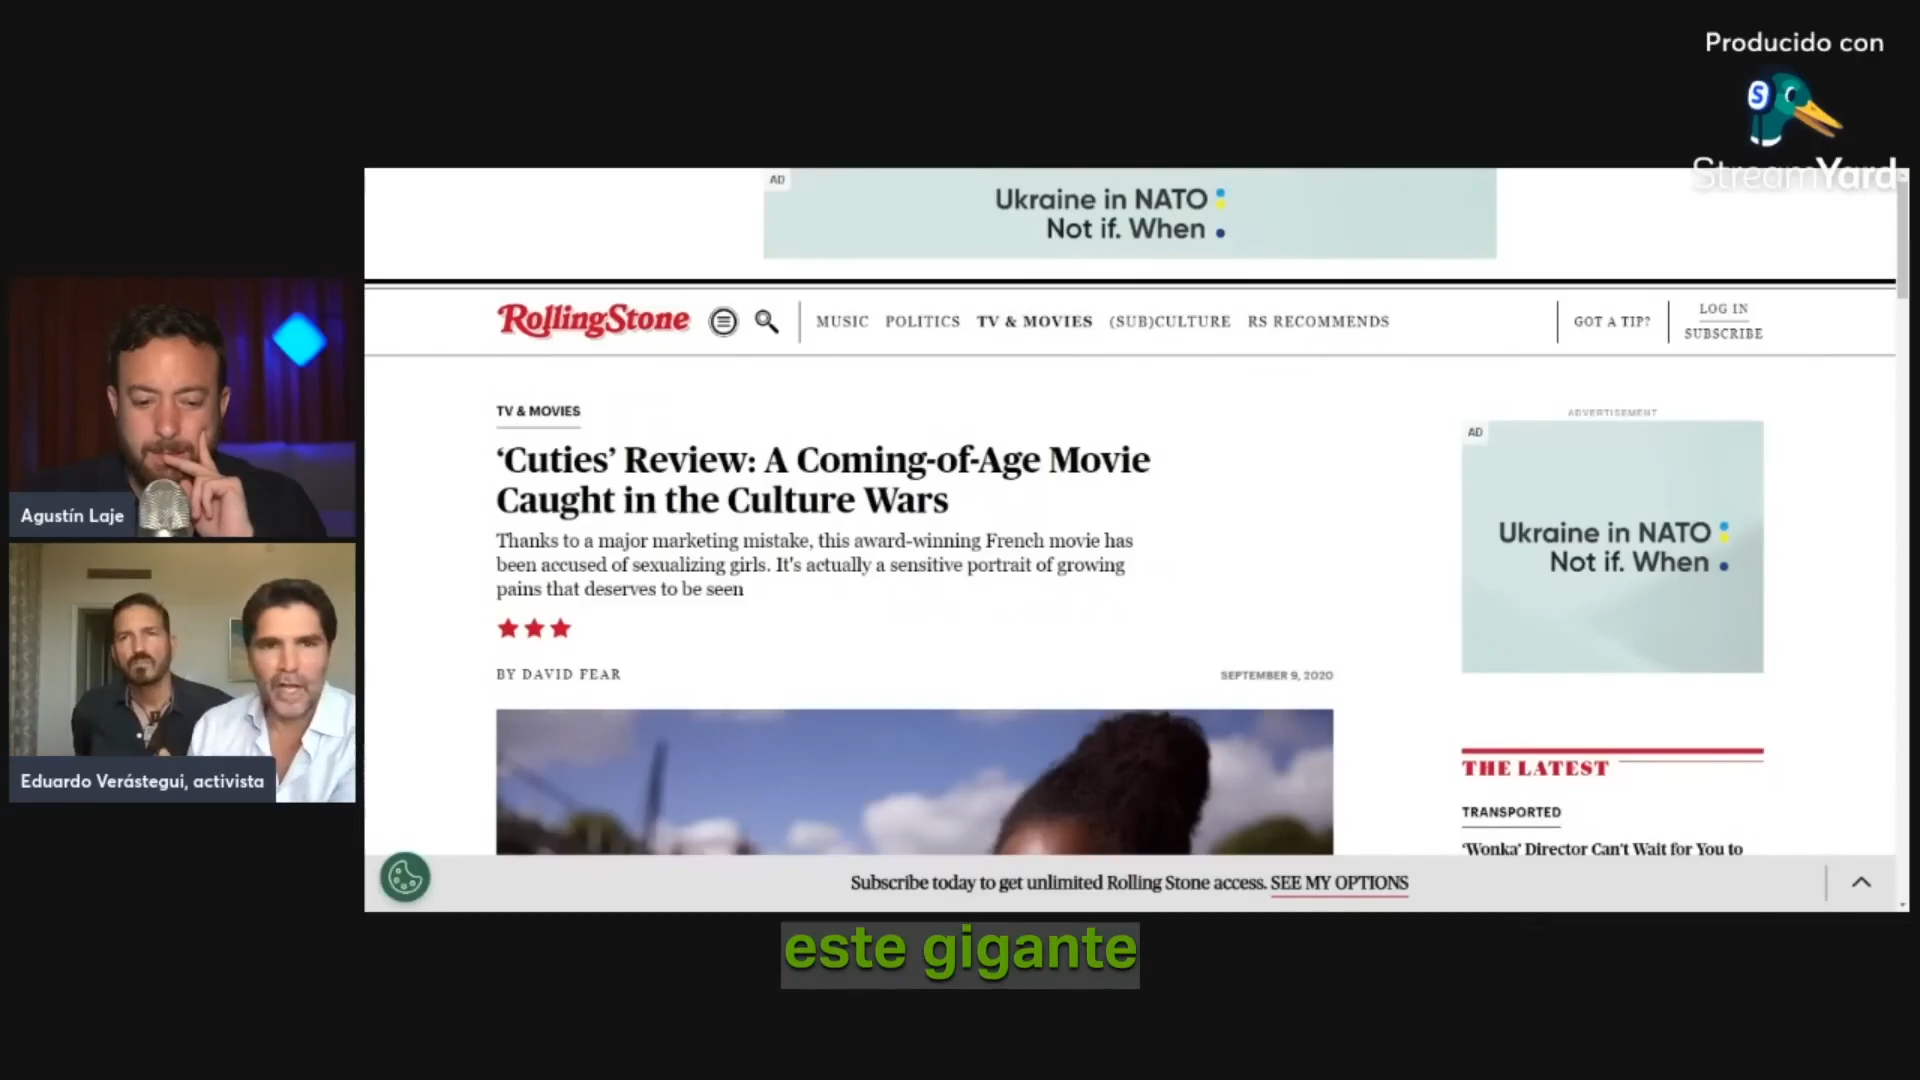 Producido con
StreamYard
AD
Ukraine in NATO
Not if. When
RollingStone
MUSIC POLITICS TV & MOVIES (SUB)CULTURE RS RECOMMENDS
GOT A TIP?
LOG IN
SUBSCRIBE
TV & MOVIES
‘Cuties’ Review: A Coming-of-Age Movie
Caught in the Culture Wars
Thanks to a major marketing mistake, this award-winning French movie has
been accused of sexualizing girls. It's actually a sensitive portrait of growing
pains that deserves to be seen
BY DAVID FEAR
SEPTEMBER 9, 2020
ADVERTISEMENT
AD
Ukraine in NATO
Not if. When
THE LATEST
TRANSPORTED
‘Wonka’ Director Can't Wait for You to
Subscribe today to get unlimited Rolling Stone access. SEE MY OPTIONS
Agustín Laje
Eduardo Verástegui, activista
este gigante